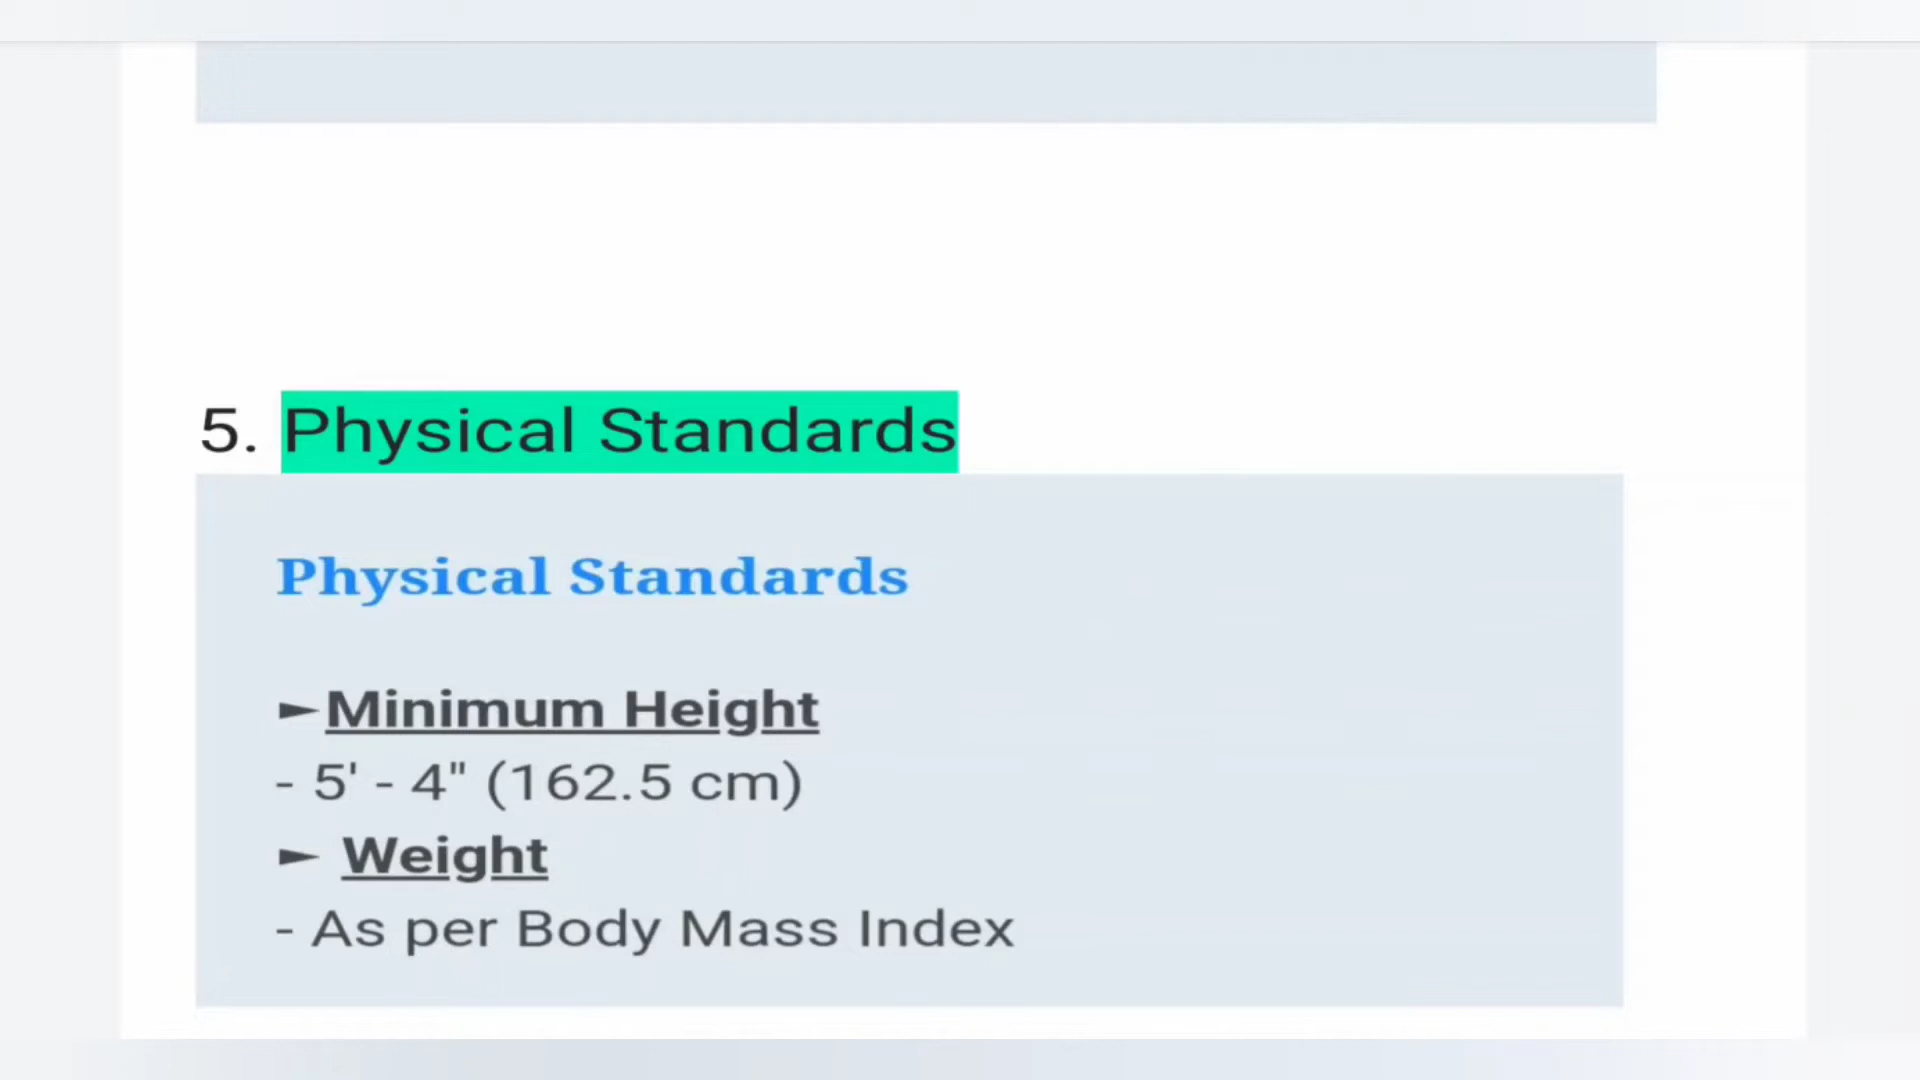 5. Physical Standards
Physical Standards
►Minimum Height
- 5' - 4" (162.5 cm)
► Weight
- As per Body Mass Index